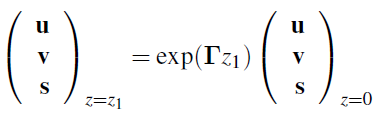 ( u v s )_{z=z_1} = exp(Γz_1) ( u v s )_{z=0}